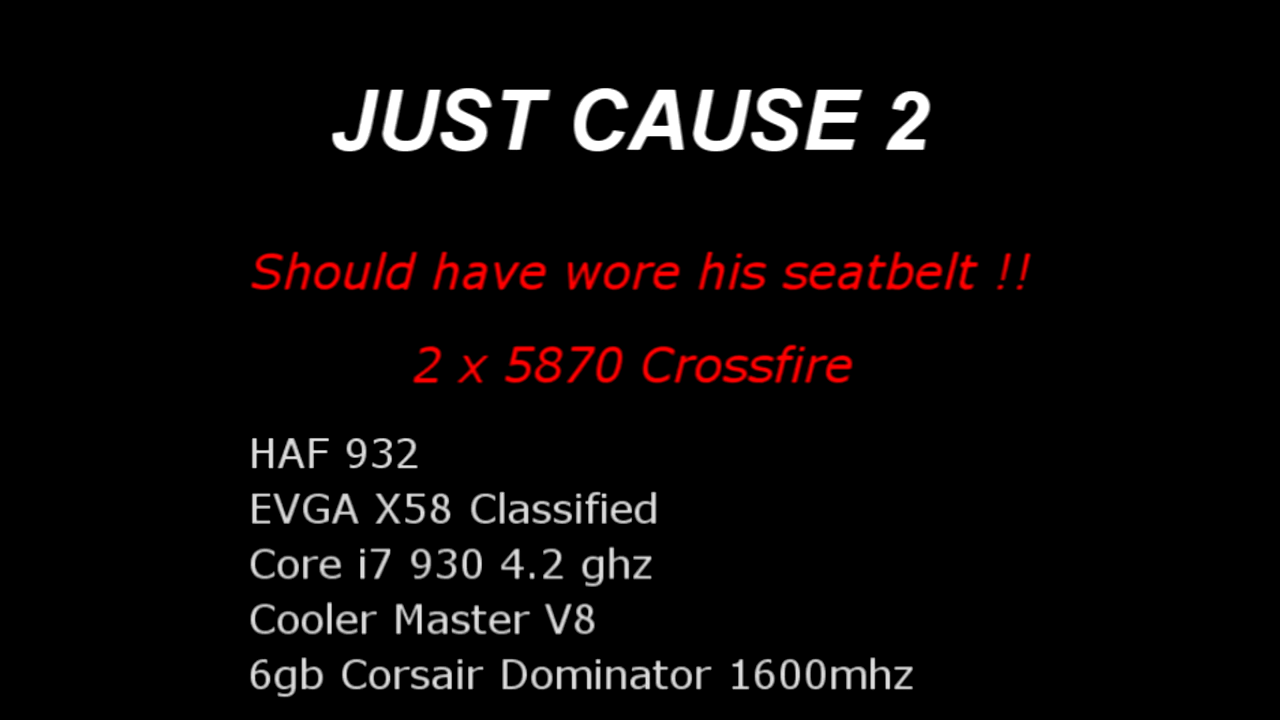 JUST CAUSE 2
Should have wore his seatbelt !!
2 x 5870 Crossfire
HAF 932
EVGA X58 Classified
Core i7 930 4.2 ghz
Cooler Master V8
6gb Corsair Dominator 1600mhz